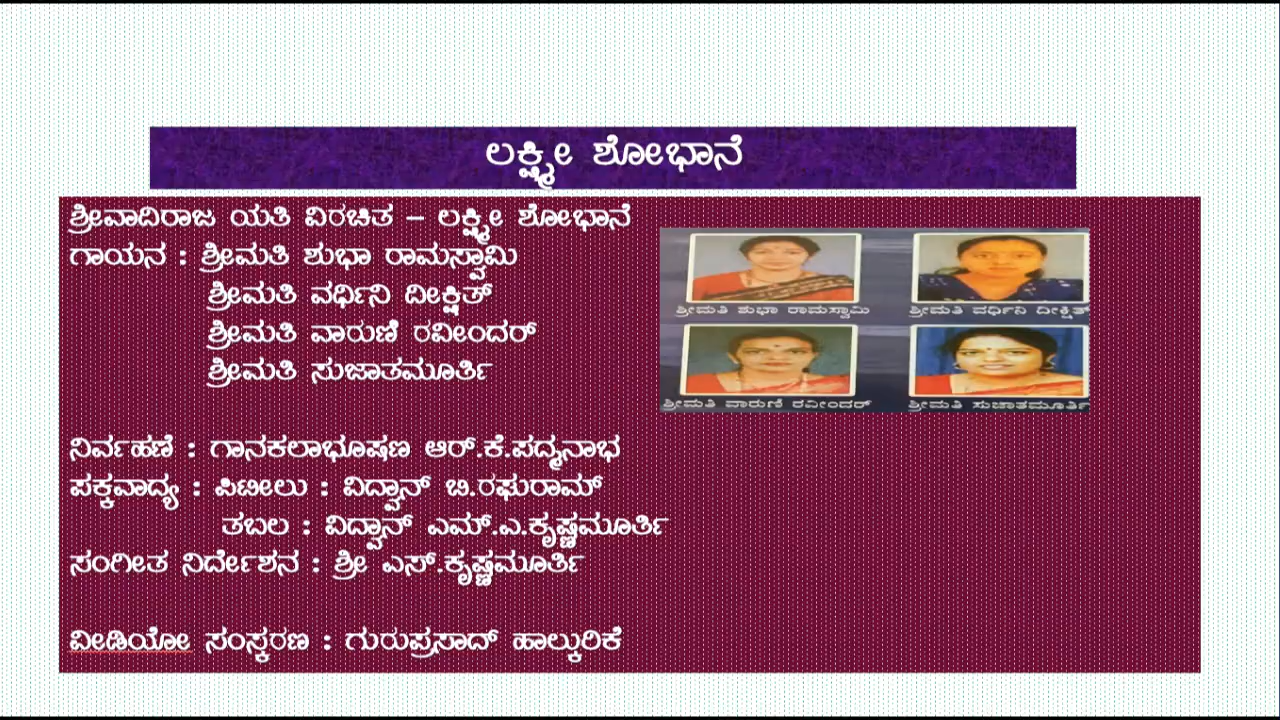 ಲಕ್ಷ್ಮೀ ಶೋಭಾನೆ
ಶ್ರೀವಾದಿರಾಜ ಯತಿ ವಿರಚಿತ – ಲಕ್ಷ್ಮೀ ಶೋಭಾನೆ
ಗಾಯನ : ಶ್ರೀಮತಿ ಶುಭಾ ರಾಮಸ್ವಾಮಿ
ಶ್ರೀಮತಿ ವರ್ಧಿನಿ ದೀಕ್ಷಿತ್
ಶ್ರೀಮತಿ ವಾರುಣಿ ರವೀಂದರ್
ಶ್ರೀಮತಿ ಸುಜಾತಮೂರ್ತಿ
ಶ್ರೀಮತಿ ಶುಭಾ ರಾಮಸ್ವಾಮಿ
ಶ್ರೀಮತಿ ವರ್ಧಿನಿ ದೀಕ್ಷಿತ್
ಶ್ರೀಮತಿ ವಾರುಣಿ ರವೀಂದರ್
ಶ್ರೀಮತಿ ಸುಜಾತಮೂರ್ತಿ
ನಿರ್ವಹಣೆ : ಗಾನಕಲಾಭೂಷಣ ಆರ್.ಕೆ.ಪದ್ಮನಾಭ
ಪಕ್ಕವಾದ್ಯ : ಪಿಟೀಲು : ವಿದ್ವಾನ್ ಬಿ.ರಘುರಾಮ್
ತಬಲ : ವಿದ್ವಾನ್ ಎಮ್.ಎ.ಕೃಷ್ಣಮೂರ್ತಿ
ಸಂಗೀತ ನಿರ್ದೇಶನ : ಶ್ರೀ ಎಸ್.ಕೃಷ್ಣಮೂರ್ತಿ
ವೀಡಿಯೋ ಸಂಸ್ಕರಣ : ಗುರುಪ್ರಸಾದ್ ಹಾಲ್ಕುರಿಕೆ